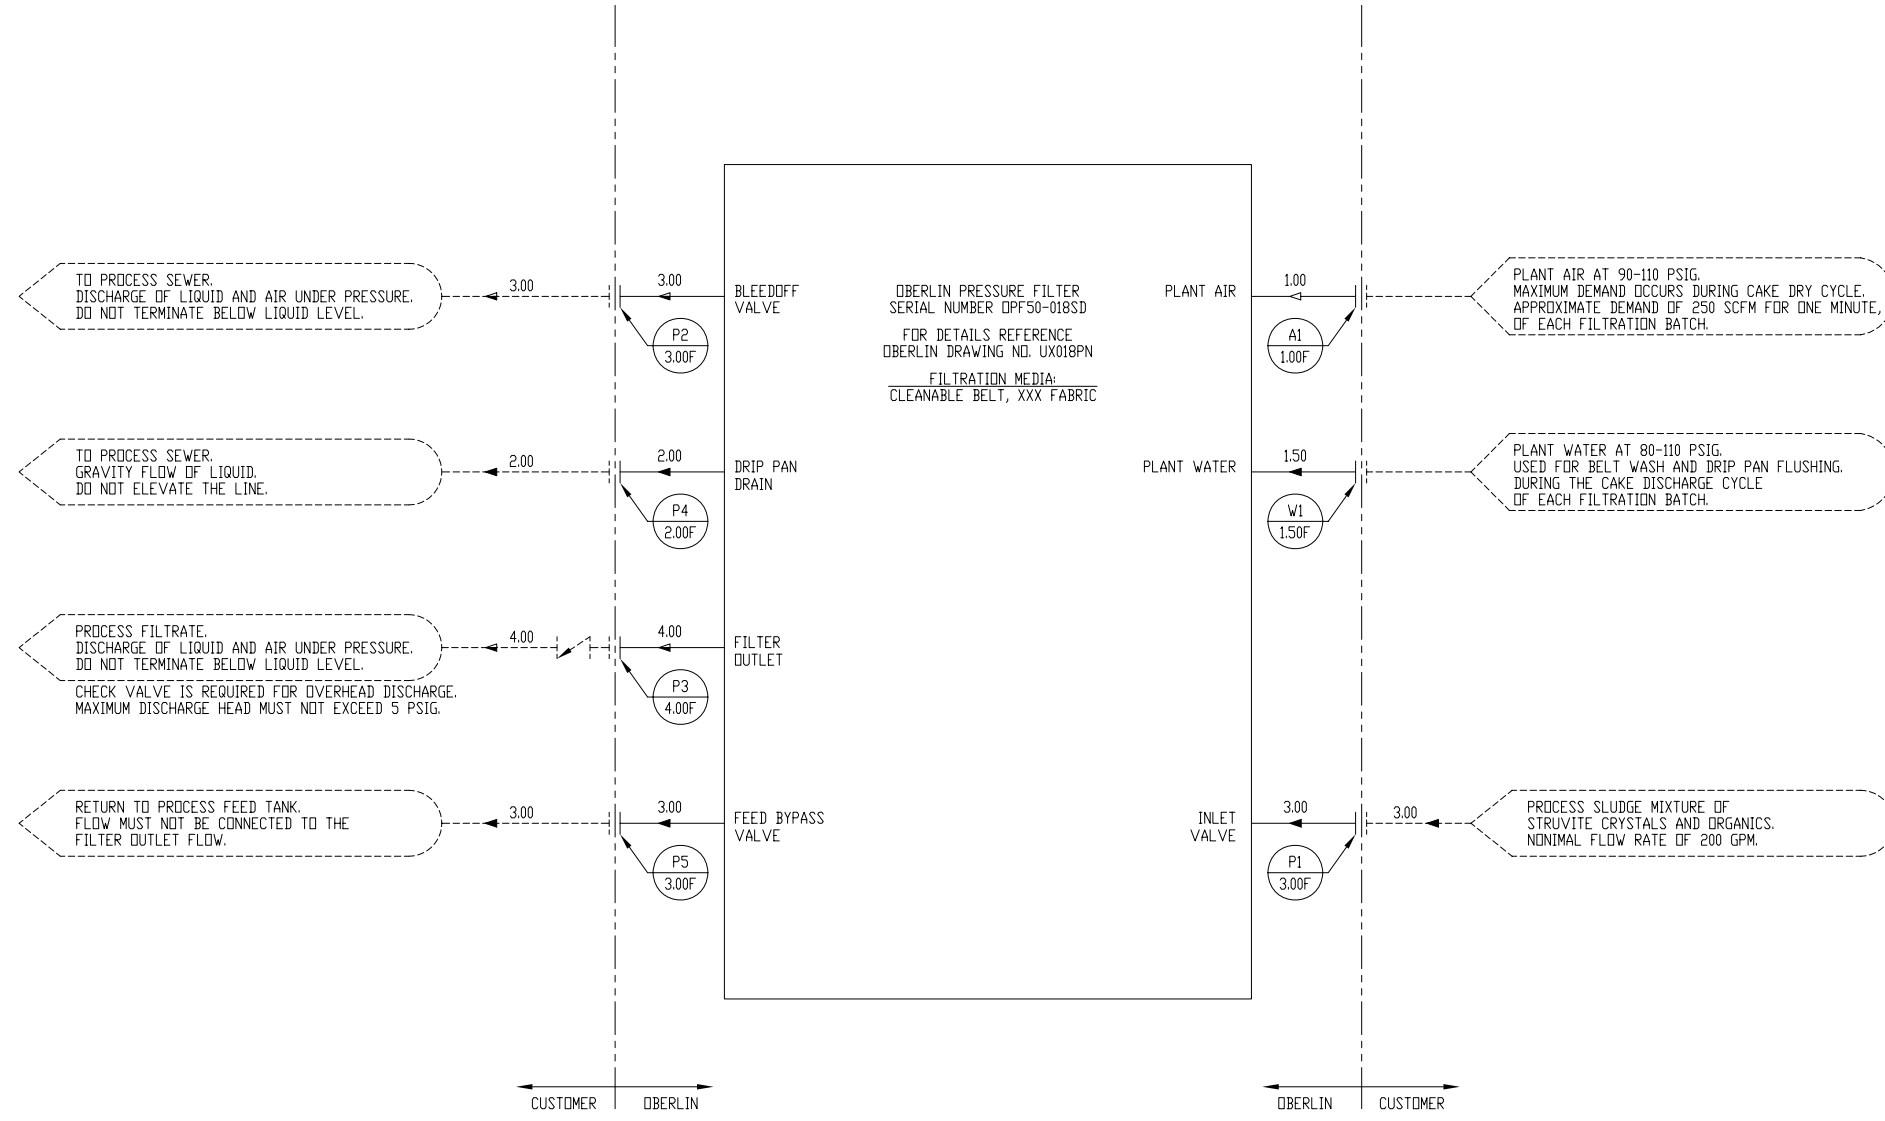 TO PROCESS SEWER.
DISCHARGE OF LIQUID AND AIR UNDER PRESSURE.
DO NOT TERMINATE BELOW LIQUID LEVEL.
3.00
3.00
BLEEDOFF
VALVE
P2
3.00F
TO PROCESS SEWER.
GRAVITY FLOW OF LIQUID.
DO NOT ELEVATE THE LINE.
2.00
2.00
DRIP PAN
DRAIN
P4
2.00F
PROCESS FILTRATE.
DISCHARGE OF LIQUID AND AIR UNDER PRESSURE.
DO NOT TERMINATE BELOW LIQUID LEVEL.
CHECK VALVE IS REQUIRED FOR OVERHEAD DISCHARGE.
MAXIMUM DISCHARGE HEAD MUST NOT EXCEED 5 PSIG.
4.00
4.00
FILTER
OUTLET
P3
4.00F
RETURN TO PROCESS FEED TANK.
FLOW MUST NOT BE CONNECTED TO THE
FILTER OUTLET FLOW.
3.00
3.00
FEED BYPASS
VALVE
P5
3.00F
OBERLIN PRESSURE FILTER
SERIAL NUMBER OPF50-018SD
FOR DETAILS REFERENCE
OBERLIN DRAWING NO. UX018PN
FILTRATION MEDIA:
CLEANABLE BELT, XXX FABRIC
PLANT AIR
1.00
A1
1.00F
PLANT AIR AT 90-110 PSIG.
MAXIMUM DEMAND OCCURS DURING CAKE DRY CYCLE.
APPROXIMATE DEMAND OF 250 SCFM FOR ONE MINUTE,
OF EACH FILTRATION BATCH.
PLANT WATER
1.50
W1
1.50F
PLANT WATER AT 80-110 PSIG.
USED FOR BELT WASH AND DRIP PAN FLUSHING.
DURING THE CAKE DISCHARGE CYCLE
OF EACH FILTRATION BATCH.
INLET
VALVE
3.00
P1
3.00F
3.00
PROCESS SLUDGE MIXTURE OF
STRUVITE CRYSTALS AND ORGANICS.
NONIMAL FLOW RATE OF 200 GPM.
CUSTOMER
OBERLIN
OBERLIN
CUSTOMER